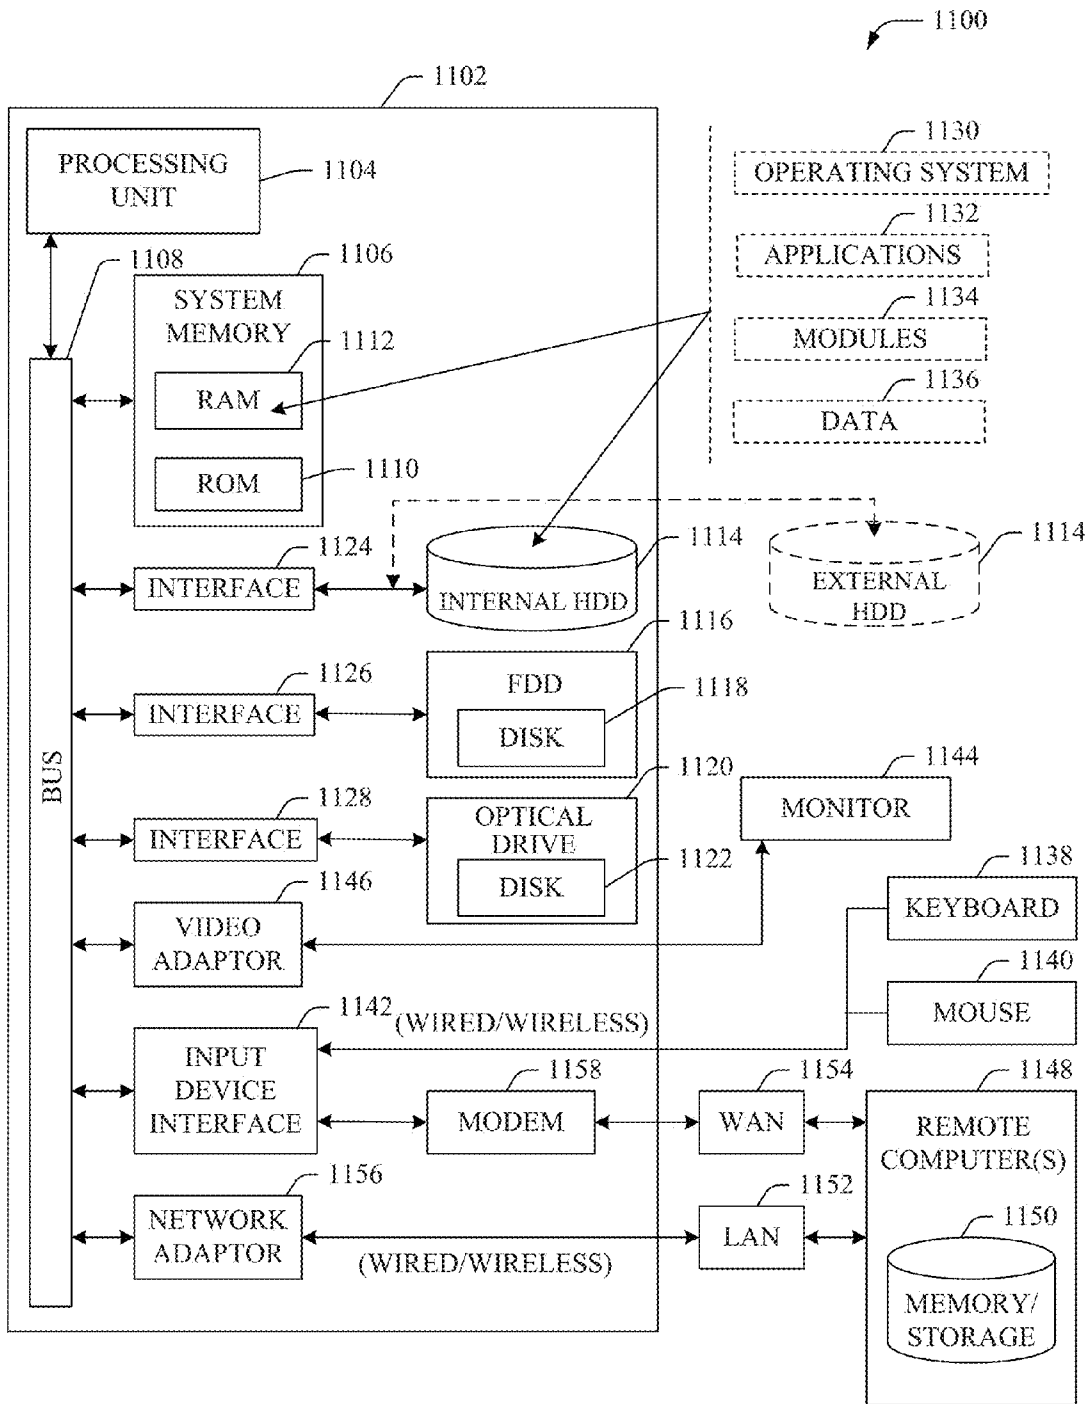 1100
1102
PROCESSING
UNIT
1104
1130
OPERATING SYSTEM
1132
APPLICATIONS
1134
MODULES
1136
DATA
1108
1106
SYSTEM
MEMORY
1112
RAM
1110
ROM
1124
INTERFACE
1114
INTERNAL HDD
1114
EXTERNAL
HDD
1116
FDD
1118
DISK
1126
INTERFACE
BUS
1120
OPTICAL
DRIVE
1122
DISK
1128
INTERFACE
1144
MONITOR
1146
VIDEO
ADAPTOR
1138
KEYBOARD
1140
MOUSE
1142
(WIRED/WIRELESS)
INPUT
DEVICE
INTERFACE
1158
MODEM
1154
WAN
1148
REMOTE
COMPUTER(S)
1156
NETWORK
ADAPTOR
(WIRED/WIRELESS)
1152
LAN
1150
MEMORY/
STORAGE